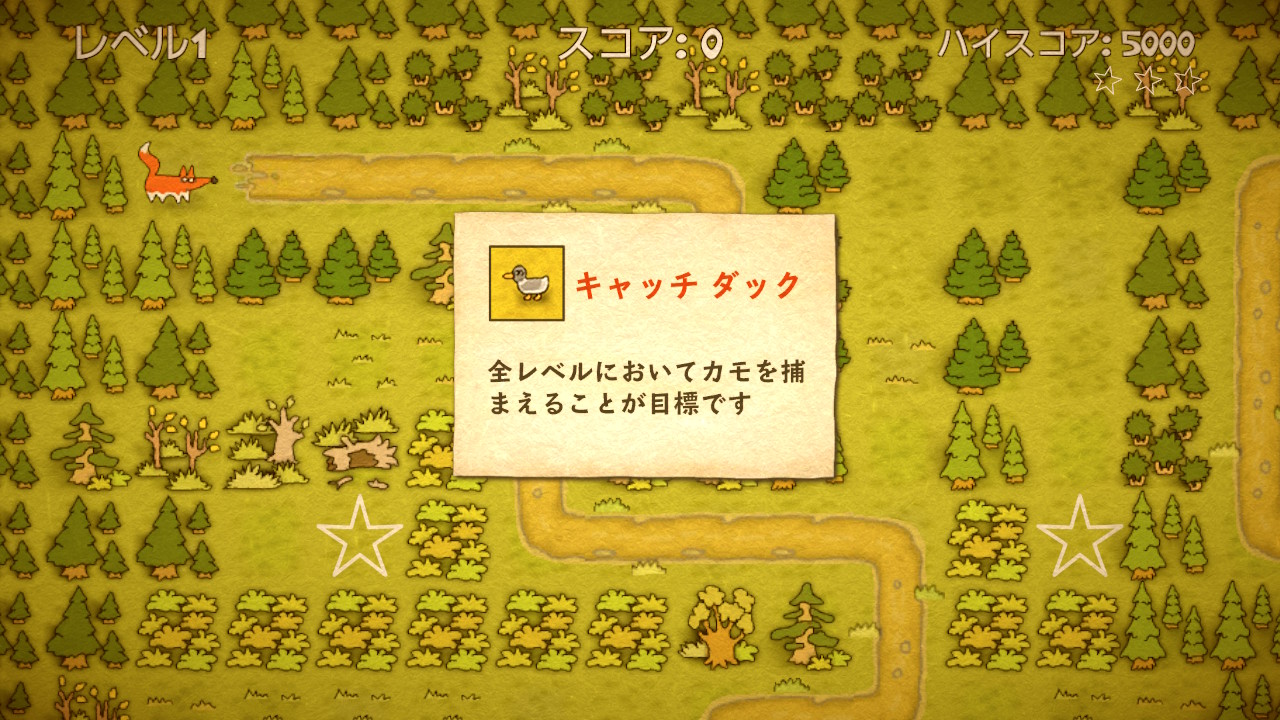 レベル1
スコア: 0
ハイスコア: 5000
キャッチ ダック
全レベルにおいてカモを捕
まえることが目標です